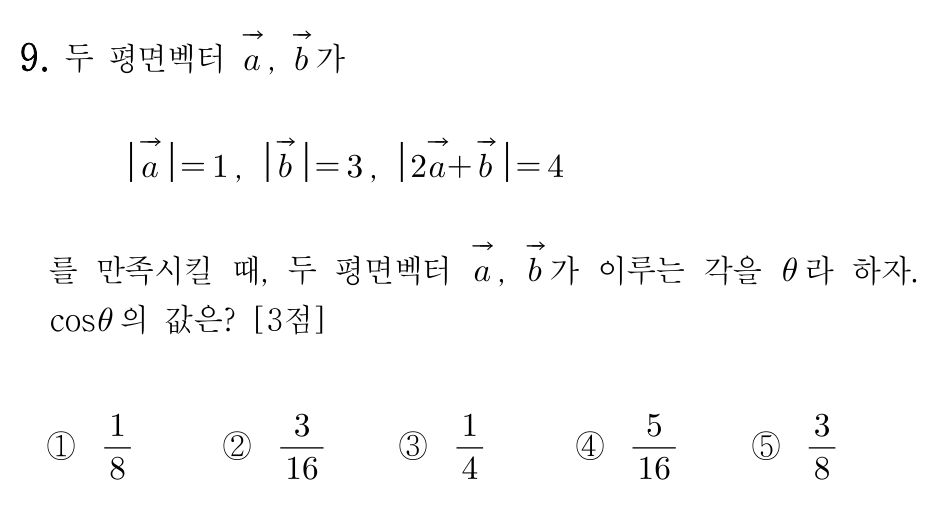 9. 두 평면벡터 $\vec{a}$, $\vec{b}$가
$|\vec{a}|=1$, $|\vec{b}|=3$, $|2\vec{a}+\vec{b}|=4$
를 만족시킬 때, 두 평면벡터 $\vec{a}$, $\vec{b}$가 이루는 각을 $\theta$라 하자.
$\cos\theta$의 값은? [3점]
① $\frac{1}{8}$ ② $\frac{3}{16}$ ③ $\frac{1}{4}$ ④ $\frac{5}{16}$ ⑤ $\frac{3}{8}$